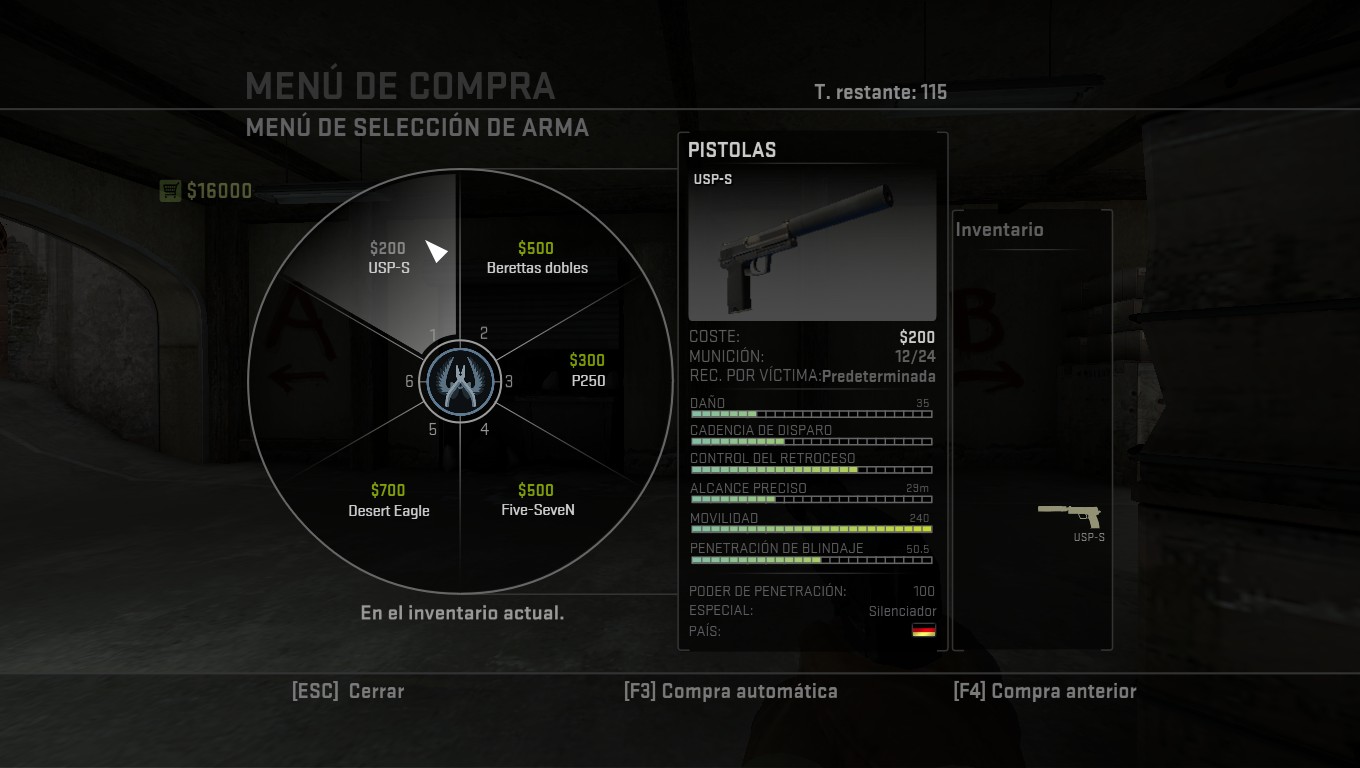 MENÚ DE COMPRA
T. restante: 115
MENÚ DE SELECCIÓN DE ARMA
$16000
$200
USP-S
$500
Berettas dobles
$300
P250
$500
Five-SeveN
$700
Desert Eagle
1
2
3
4
5
6
En el inventario actual.
PISTOLAS
USP-S
COSTE: $200
MUNICIÓN: 12/24
REC. POR VÍCTIMA:Predeterminada
DAÑO 35
CADENCIA DE DISPARO
CONTROL DEL RETROCESO
ALCANCE PRECISO 29m
MOVILIDAD 240
PENETRACIÓN DE BLINDAJE 50.5
PODER DE PENETRACIÓN: 100
ESPECIAL: Silenciador
PAÍS:
Inventario
USP-S
A
B
[ESC] Cerrar
[F3] Compra automática
[F4] Compra anterior